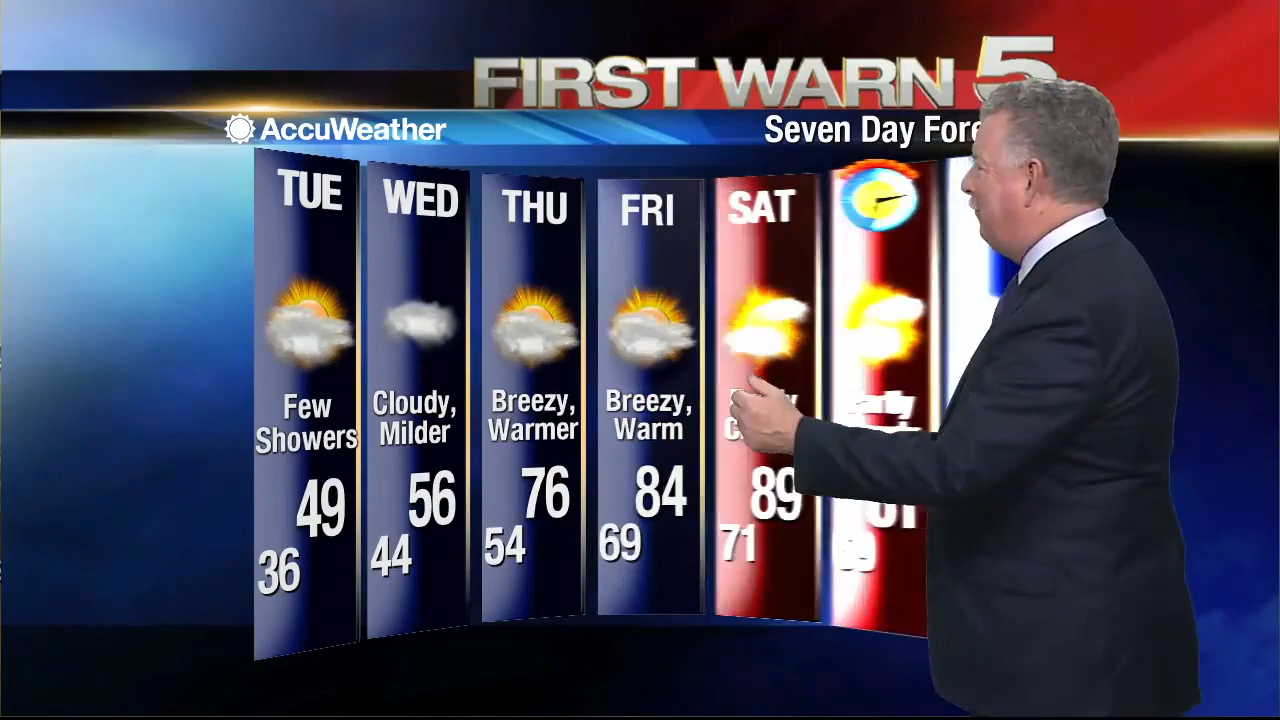 FIRST WARN 5
AccuWeather
Seven Day Fore
TUE
Few
Showers
49
36
WED
Cloudy,
Milder
56
44
THU
Breezy,
Warmer
76
54
FRI
Breezy,
Warm
84
69
SAT
89
71